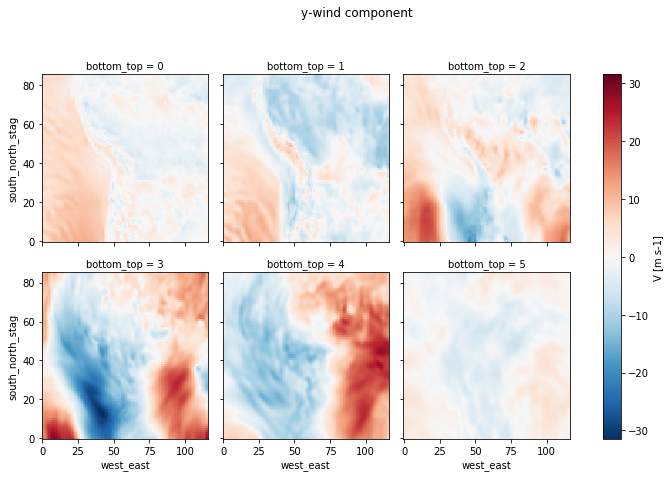 y-wind component
bottom_top = 0
bottom_top = 1
bottom_top = 2
80
60
40
20
0
south_north_stag
bottom_top = 3
bottom_top = 4
bottom_top = 5
80
60
40
20
0
south_north_stag
0 25 50 75 100
0 25 50 75 100
0 25 50 75 100
west_east
west_east
west_east
30
20
10
0
−10
−20
−30
V [m s-1]